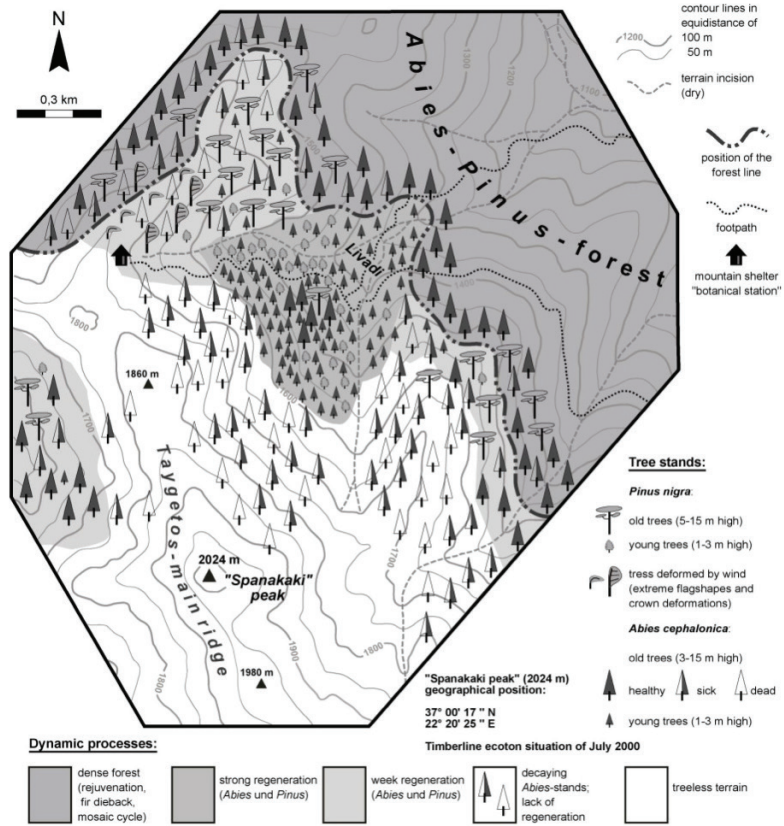 N
0,3 km
contour lines in
equidistance of
1200
100 m
50 m
terrain incision
(dry)
position of the
forest line
footpath
mountain shelter
"botanical station"
Abies-Pinus-forest
1300
1200
1100
1400
Livadi
1800
1860 m
1700
1600
Taygetos-mainridge
2024 m
"Spanakaki"
peak
1700
1800
1900
1980 m
1800
Tree stands:
Pinus nigra:
old trees (5-15 m high)
young trees (1-3 m high)
tress deformed by wind
(extreme flagshapes and
crown deformations)
Abies cephalonica:
old trees (3-15 m high)
healthy sick dead
young trees (1-3 m high)
"Spanakaki peak" (2024 m)
geographical position:
37° 00' 17 '' N
22° 20' 25 '' E
Timberline ecoton situation of July 2000
Dynamic processes:
dense forest
(rejuvenation,
fir dieback,
mosaic cycle)
strong regeneration
(Abies und Pinus)
week regeneration
(Abies und Pinus)
decaying
Abies-stands;
lack of
regeneration
treeless terrain